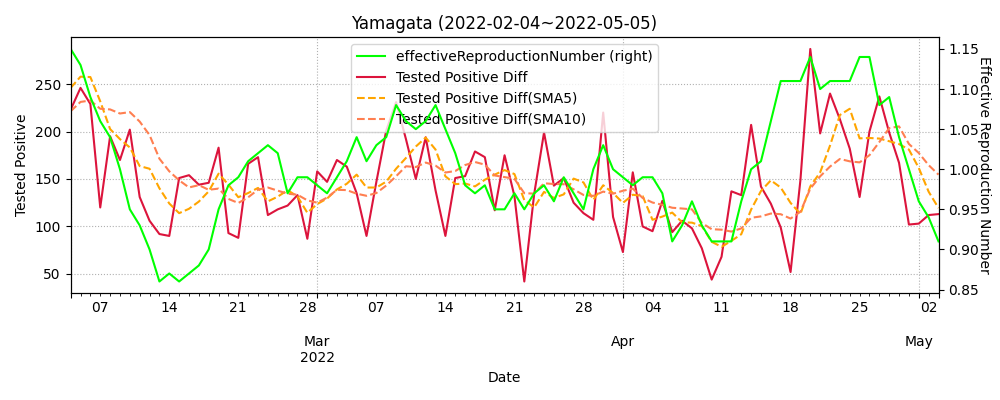 Yamagata (2022-02-04~2022-05-05)
effectiveReproductionNumber (right)
Tested Positive Diff
Tested Positive Diff(SMA5)
Tested Positive Diff(SMA10)
Tested Positive
250
200
150
100
50
1.15
1.10
1.05
1.00
0.95
0.90
0.85
Effective Reproduction Number
07 14 21 28 07 14 21 28 04 11 18 25 02
Mar Apr May
2022
Date